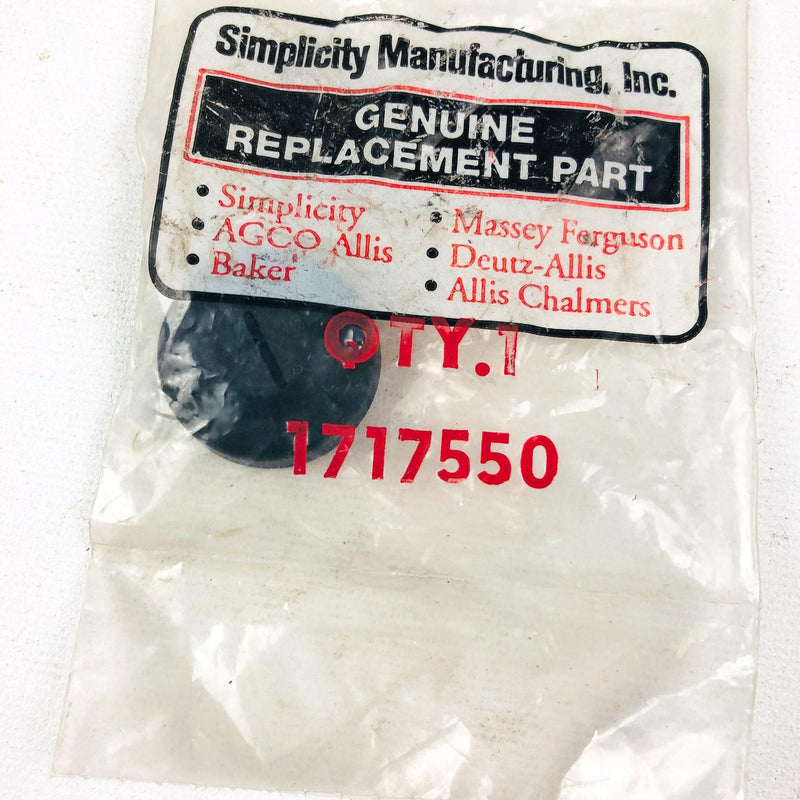 Simplicity Manufacturing, Inc.
GENUINE
REPLACEMENT PART
• Simplicity
• AGCO Allis
• Baker
• Massey Ferguson
• Deutz-Allis
• Allis Chalmers
QTY.1
1717550